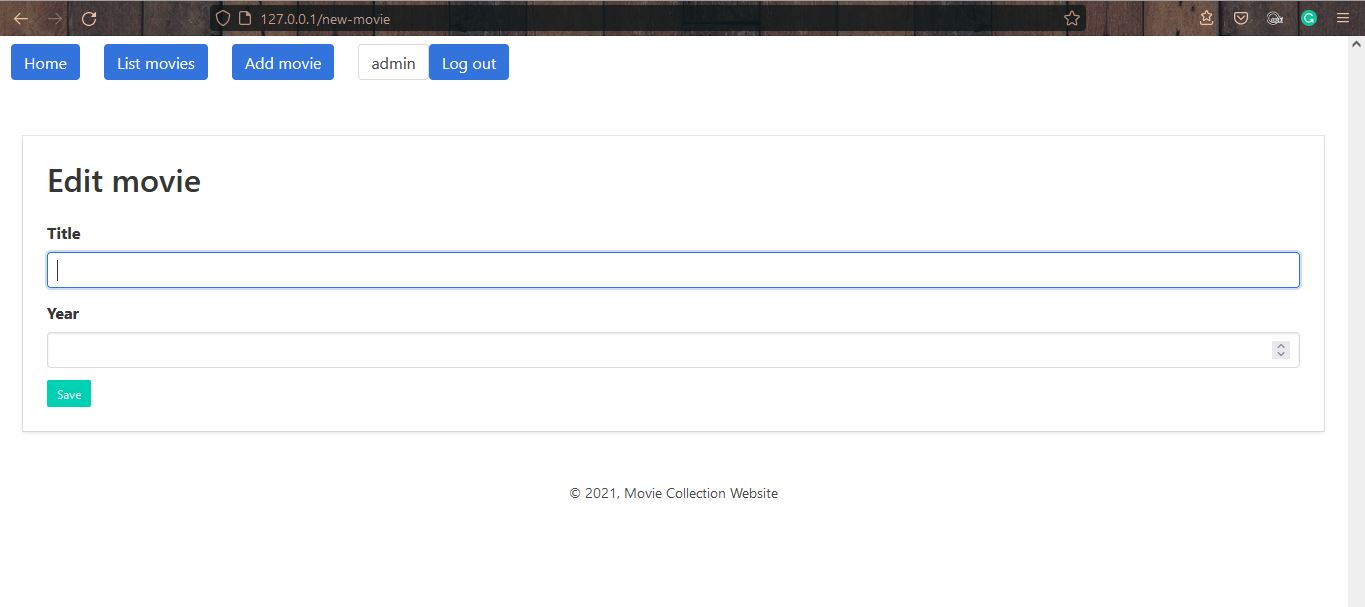 127.0.0.1/new-movie
Home List movies Add movie admin Log out
Edit movie
Title
Year
Save
© 2021, Movie Collection Website